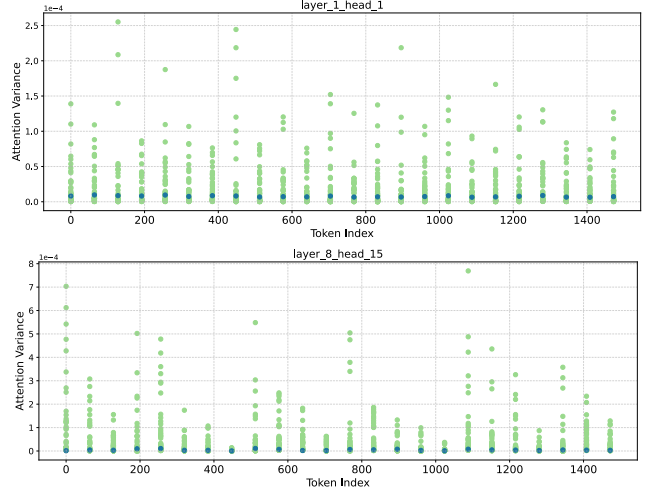 layer_1_head_1
1e−4
2.5
2.0
1.5
1.0
0.5
0.0
Attention Variance
0 200 400 600 800 1000 1200 1400
Token Index
layer_8_head_15
1e−4
8
7
6
5
4
3
2
1
0
Attention Variance
0 200 400 600 800 1000 1200 1400
Token Index